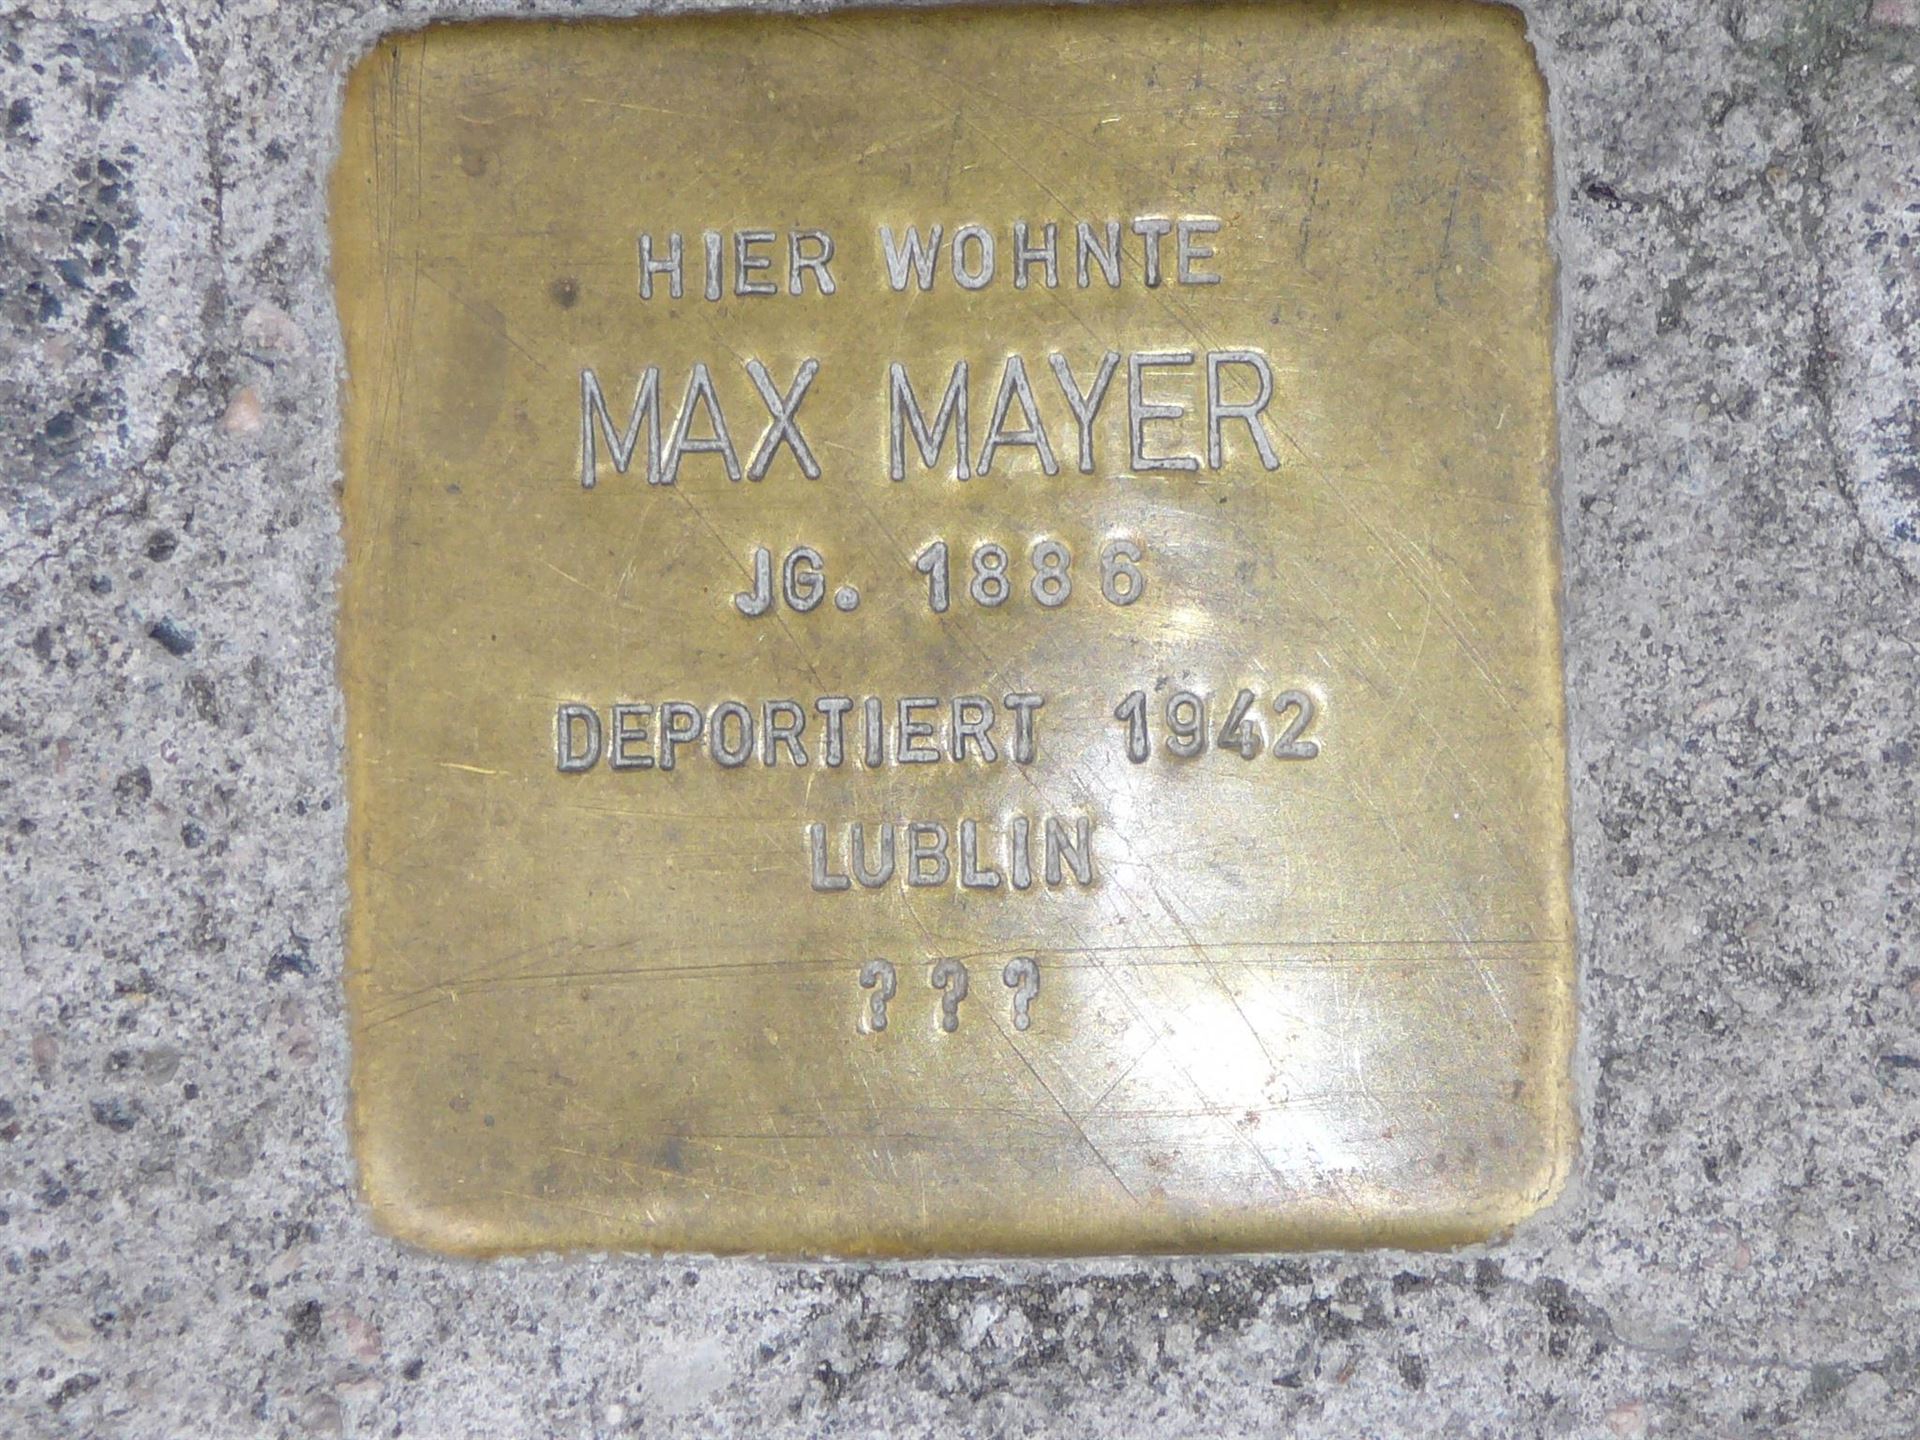 HIER WOHNTE
MAX MAYER
JG. 1886
DEPORTIERT 1942
LUBLIN
? ? ?